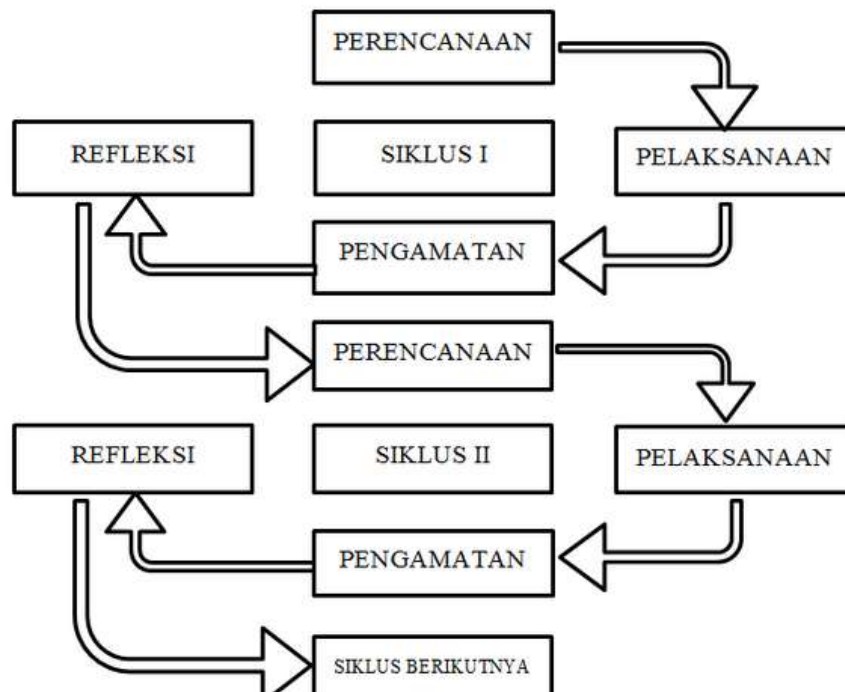 PERENCANAAN
REFLEKSI
SIKLUS I
PELAKSANAAN
PENGAMATAN
PERENCANAAN
REFLEKSI
SIKLUS II
PELAKSANAAN
PENGAMATAN
SIKLUS BERIKUTNYA